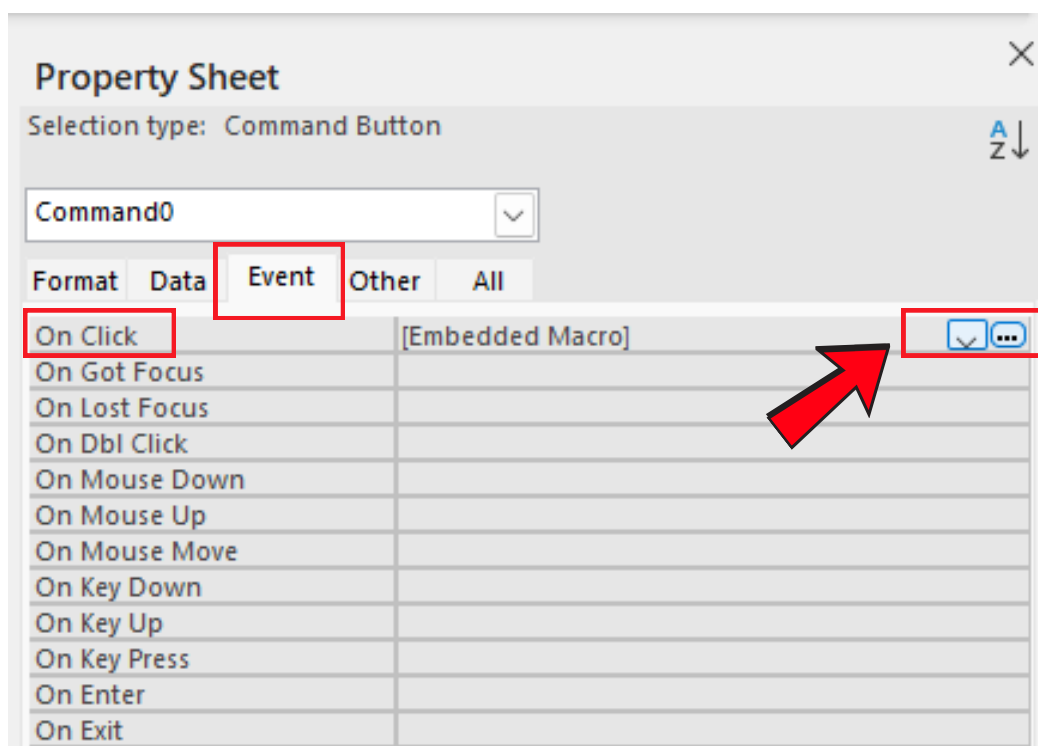 Property Sheet
Selection type: Command Button
A
Z
Command0
Format Data Event Other All
On Click [Embedded Macro] ...
On Got Focus
On Lost Focus
On Dbl Click
On Mouse Down
On Mouse Up
On Mouse Move
On Key Down
On Key Up
On Key Press
On Enter
On Exit